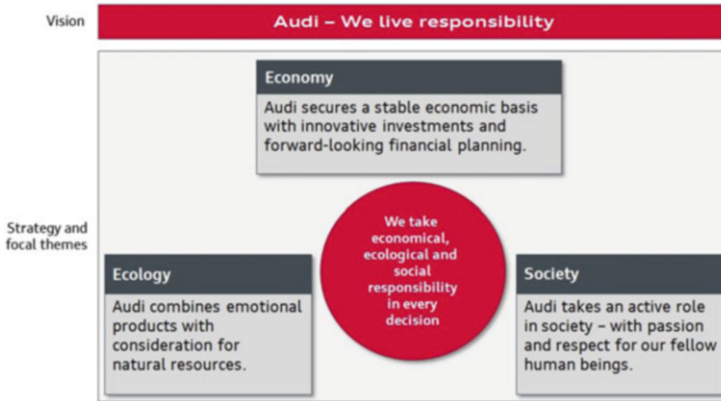 Vision
Audi – We live responsibility
Economy
Audi secures a stable economic basis
with innovative investments and
forward-looking financial planning.
Strategy and
focal themes
We take
economical,
ecological and
social
responsibility
in every
decision
Ecology
Audi combines emotional
products with
consideration for
natural resources.
Society
Audi takes an active role
in society – with passion
and respect for our fellow
human beings.